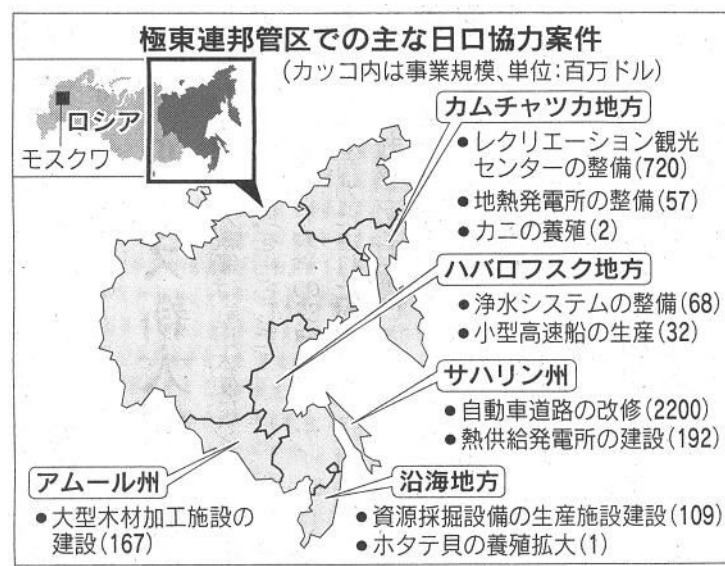 極東連邦管区での主な日ロ協力案件
(カッコ内は事業規模、単位:百万ドル)
ロシア
モスクワ
カムチャツカ地方
●レクリエーション観光
センターの整備(720)
●地熱発電所の整備(57)
●カニの養殖(2)
ハバロフスク地方
●浄水システムの整備(68)
●小型高速船の生産(32)
サハリン州
●自動車道路の改修(2200)
●熱供給発電所の建設(192)
アムール州
●大型木材加工施設の
建設(167)
沿海地方
●資源採掘設備の生産施設建設(109)
●ホタテ貝の養殖拡大(1)